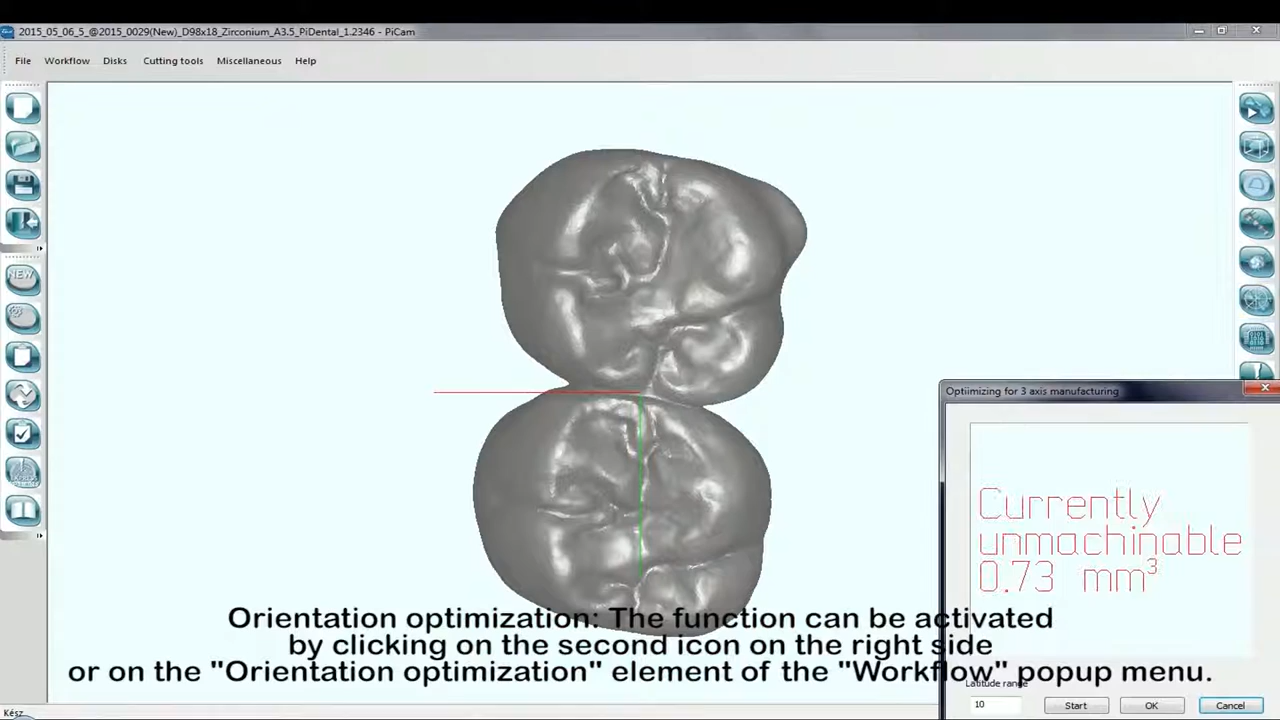 2015_05_06_5_@2015_0029(New)_D98x18_Zirconium_A3.5_PiDental_1.2346 - PiCam
File Workflow Disks Cutting tools Miscellaneous Help
NEW
Optiimizing for 3 axis manufacturing
Currently
unmachinable
0.73 mm³
Orientation optimization: The function can be activated
by clicking on the second icon on the right side
or on the "Orientation optimization" element of the "Workflow" popup menu.
Latitude range
10 Start OK Cancel
Kész